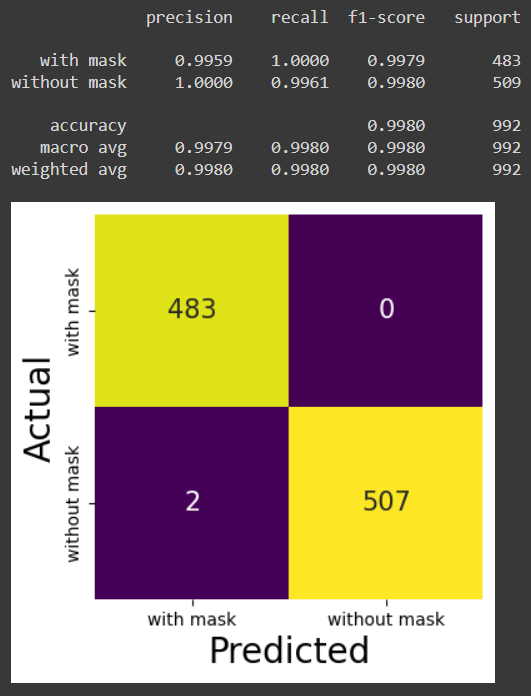 precision recall f1-score support
with mask 0.9959 1.0000 0.9979 483
without mask 1.0000 0.9961 0.9980 509
accuracy 0.9980 992
macro avg 0.9979 0.9980 0.9980 992
weighted avg 0.9980 0.9980 0.9980 992
Actual
with mask
483 0
without mask
2 507
with mask without mask
Predicted